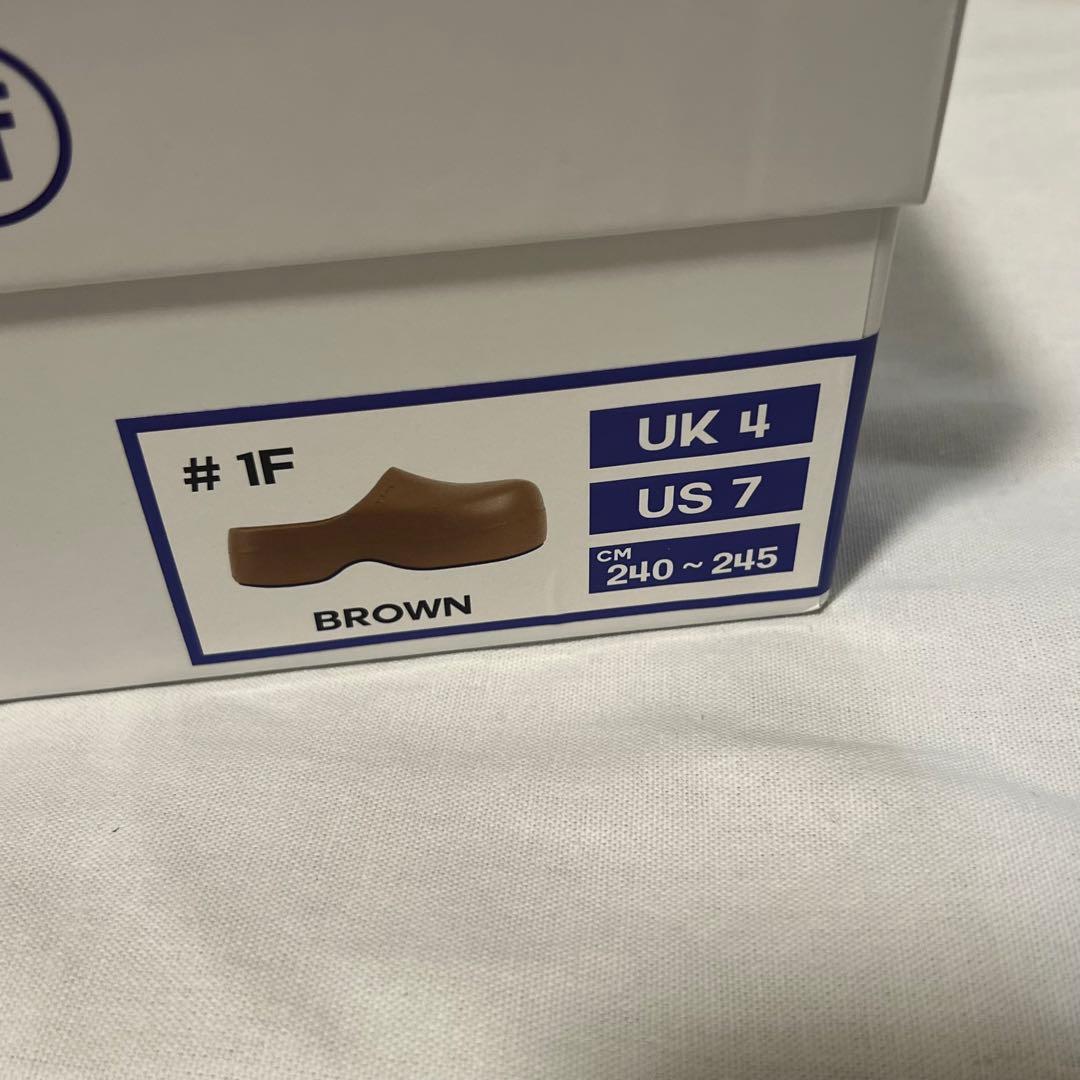 # 1F
BROWN
UK 4
US 7
CM
240 ~ 245